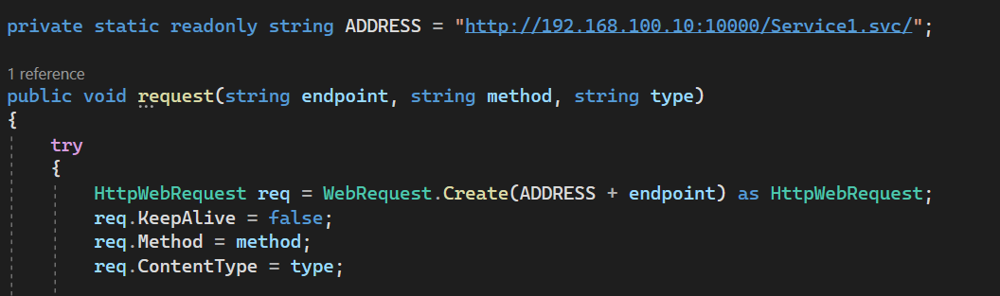 private static readonly string ADDRESS = "http://192.168.100.10:10000/Service1.svc/";
1 reference
public void request(string endpoint, string method, string type)
{
try
{
HttpWebRequest req = WebRequest.Create(ADDRESS + endpoint) as HttpWebRequest;
req.KeepAlive = false;
req.Method = method;
req.ContentType = type;